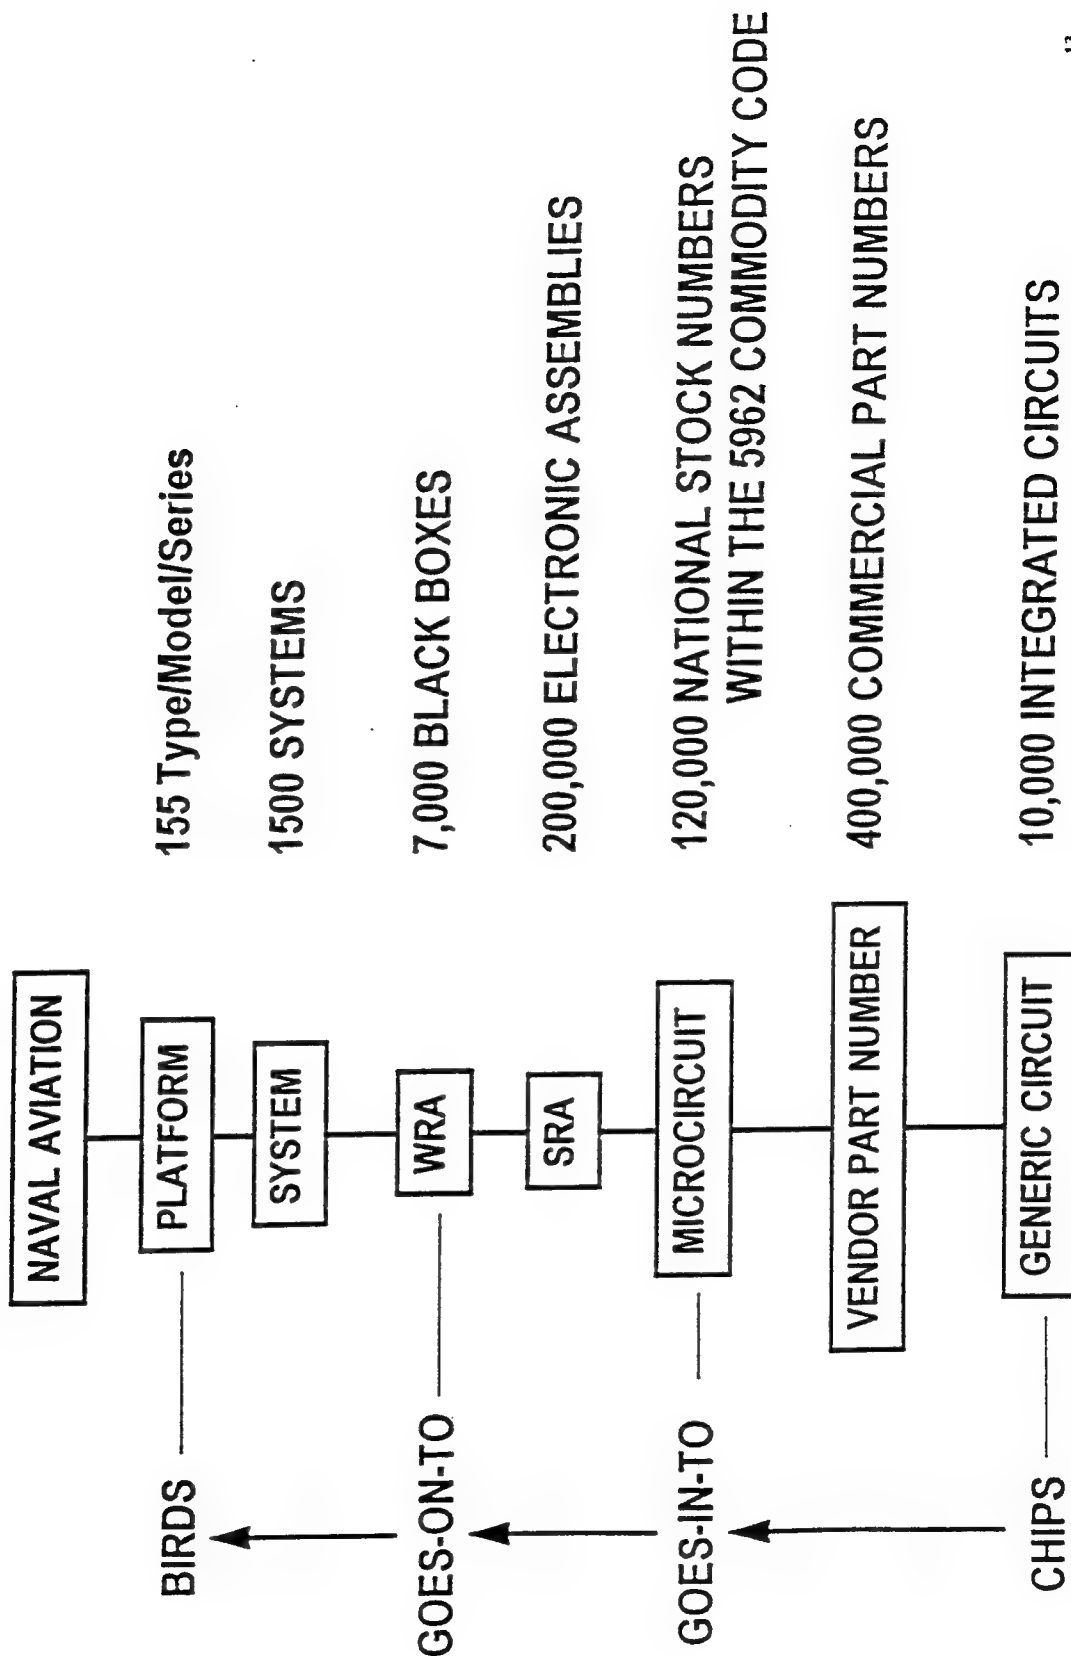 NAVAL AVIATION
BIRDS
PLATFORM
155 Type/Model/Series
SYSTEM
1500 SYSTEMS
GOES-ON-TO
WRA
7,000 BLACK BOXES
SRA
200,000 ELECTRONIC ASSEMBLIES
GOES-IN-TO
MICROCIRCUIT
120,000 NATIONAL STOCK NUMBERS
WITHIN THE 5962 COMMODITY CODE
VENDOR PART NUMBER
400,000 COMMERCIAL PART NUMBERS
CHIPS
GENERIC CIRCUIT
10,000 INTEGRATED CIRCUITS